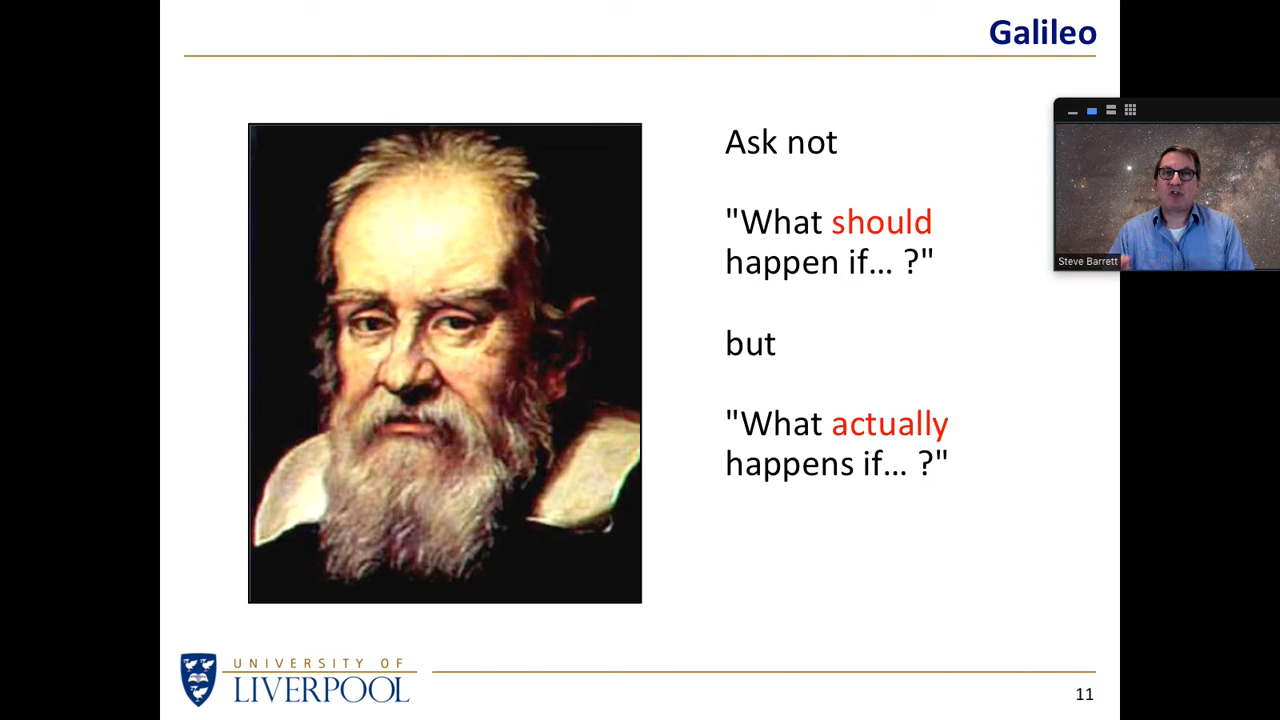 Galileo
Ask not
"What should
happen if... ?"
but
"What actually
happens if... ?"
Steve Barrett
UNIVERSITY OF
LIVERPOOL
11